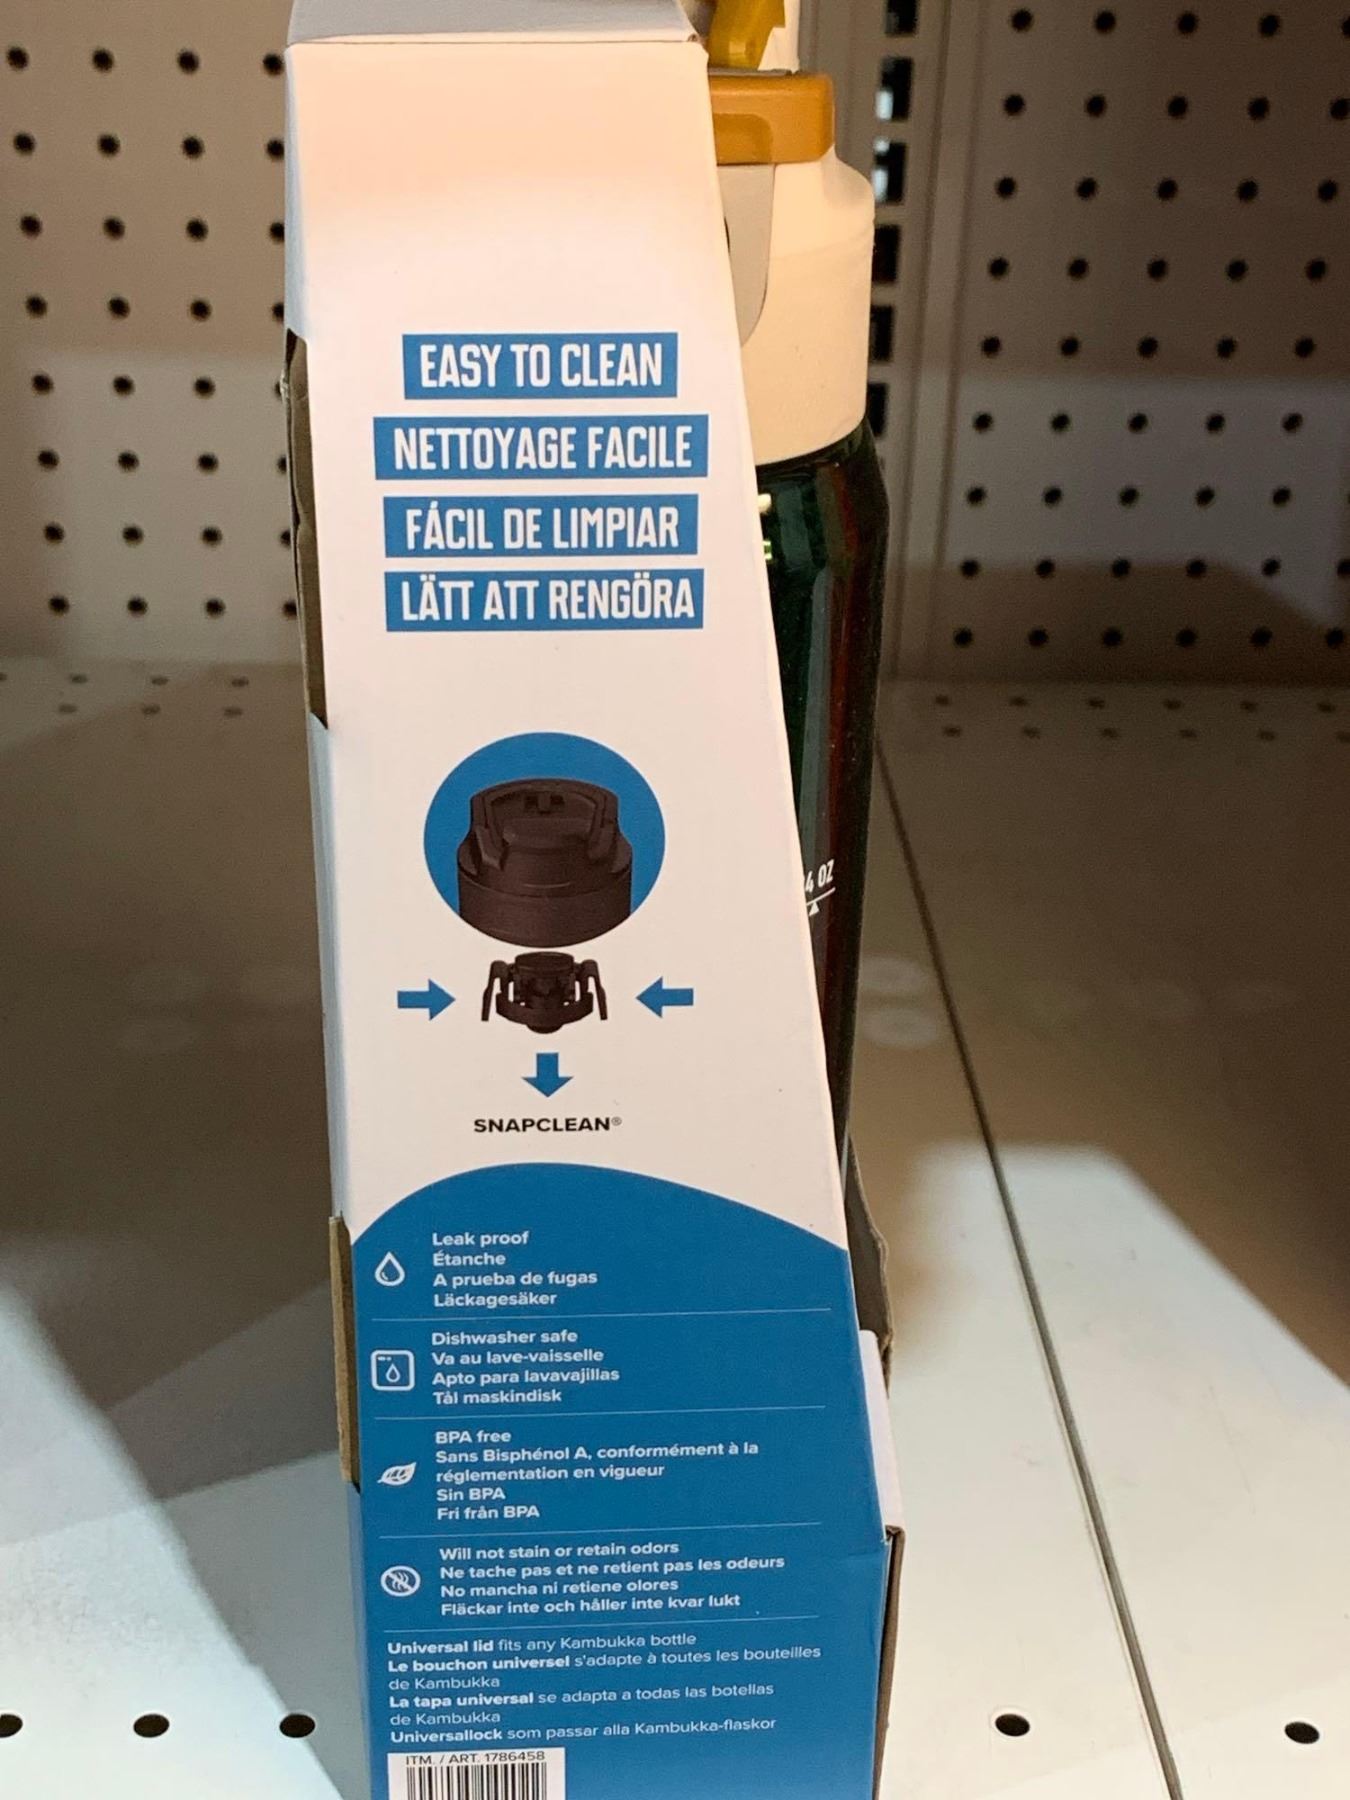 EASY TO CLEAN
NETTOYAGE FACILE
FÁCIL DE LIMPIAR
LÄTT ATT RENGÖRA
4 OZ
SNAPCLEAN®
Leak proof
Étanche
A prueba de fugas
Läckagesäker
Dishwasher safe
Va au lave-vaisselle
Apto para lavavajillas
Tål maskindisk
BPA free
Sans Bisphénol A, conformément à la
réglementation en vigueur
Sin BPA
Fri från BPA
Will not stain or retain odors
Ne tache pas et ne retient pas les odeurs
No mancha ni retiene olores
Fläckar inte och håller inte kvar lukt
Universal lid fits any Kambukka bottle
Le bouchon universel s'adapte à toutes les bouteilles
de Kambukka
La tapa universal se adapta a todas las botellas
de Kambukka
Universallock som passar alla Kambukka-flaskor
ITM. / ART. 1786458